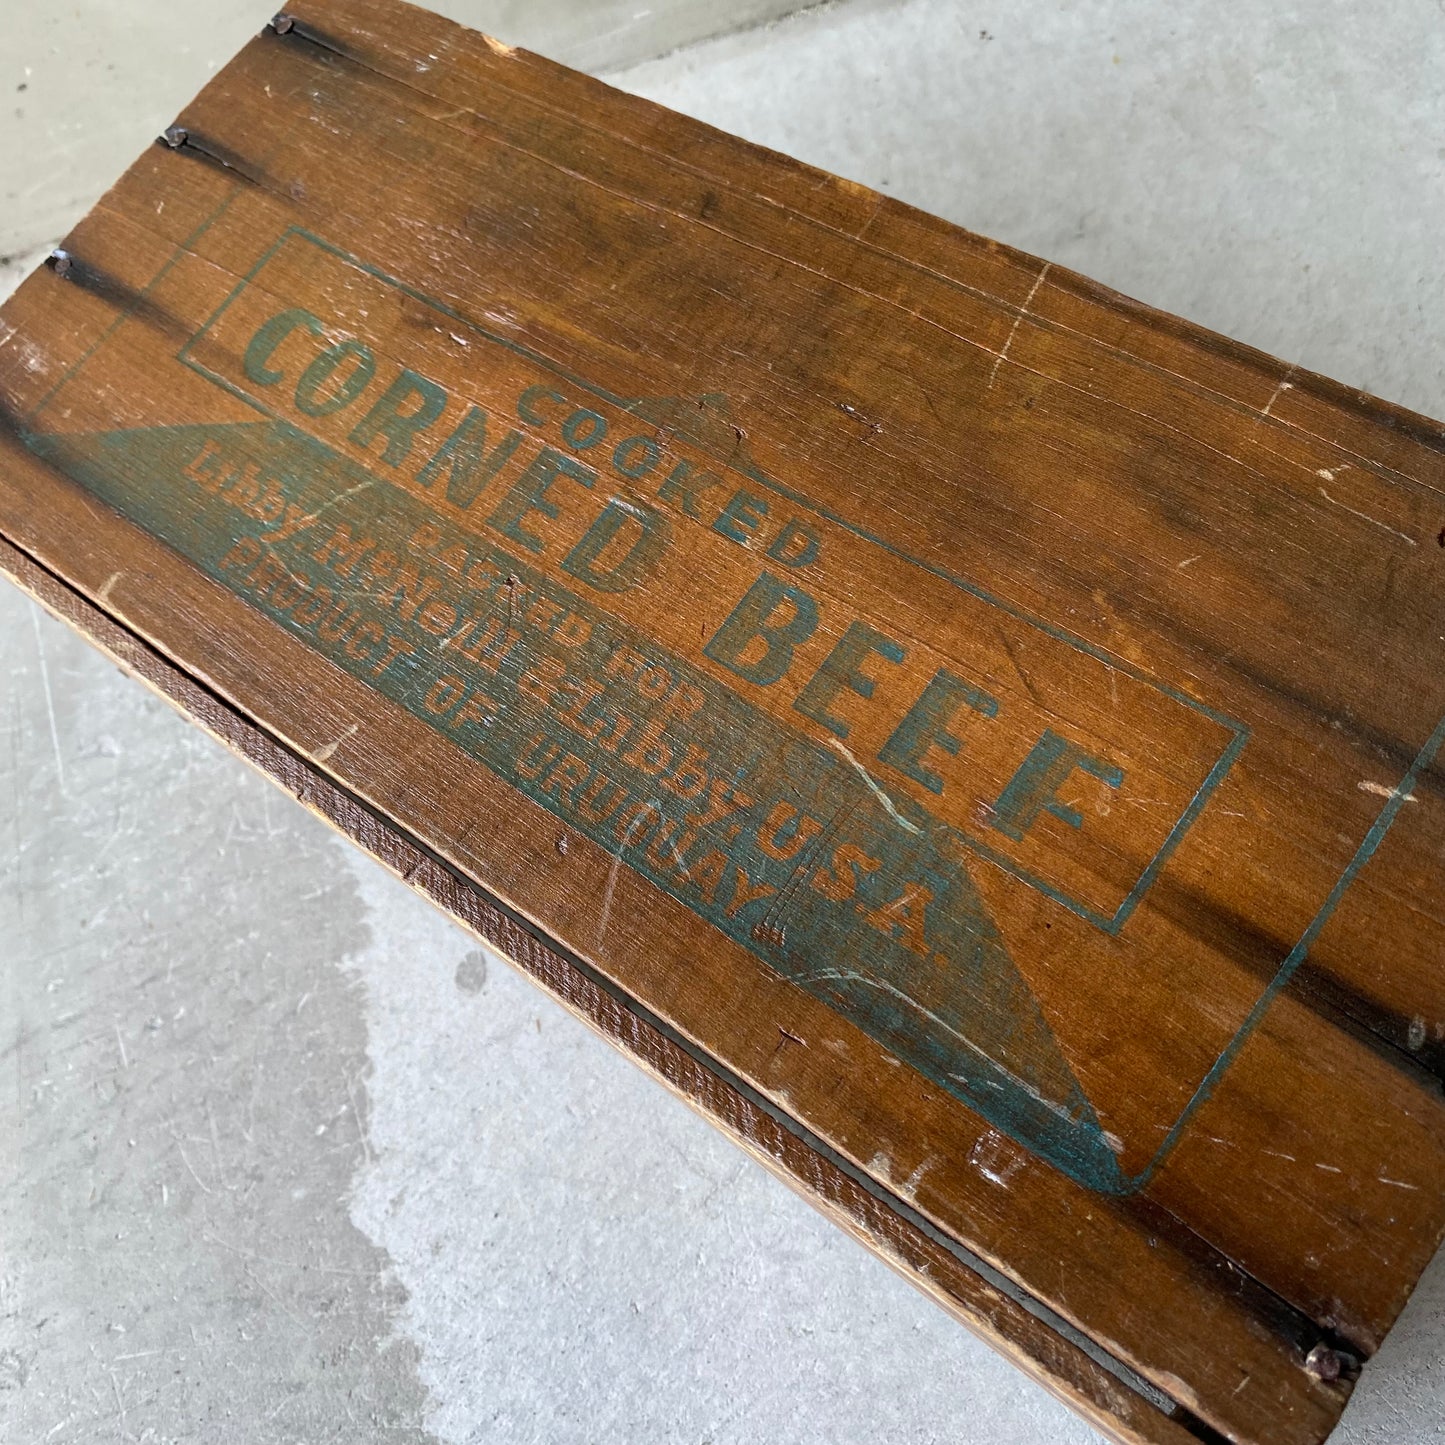 COOKED
CORNED BEEF
PACKED FOR
Libby, McNeill & Libby, U.S.A.
PRODUCT OF URUGUAY